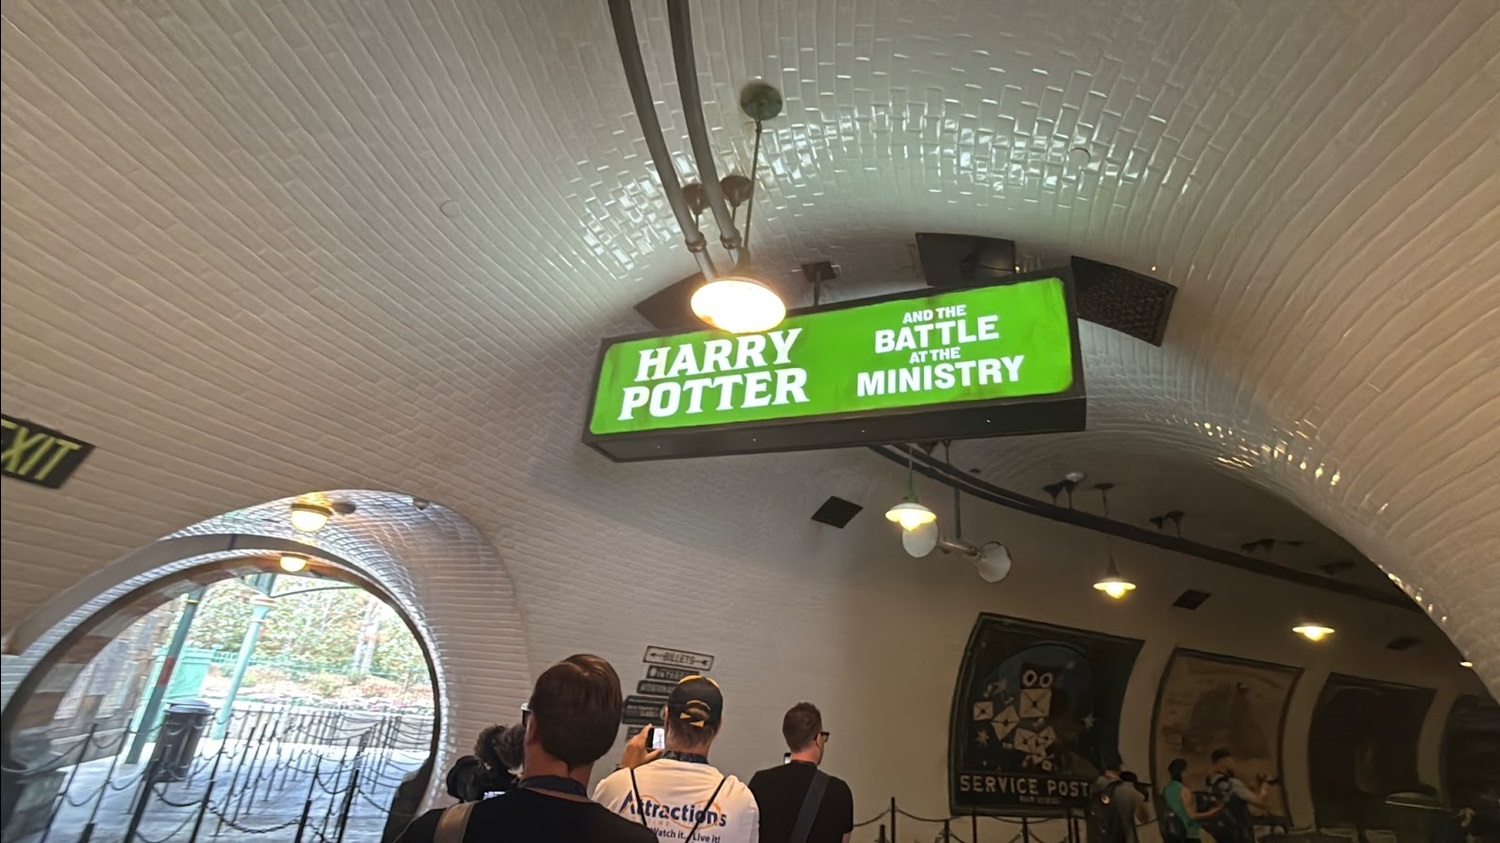 HARRY
POTTER
AND THE
BATTLE
AT THE
MINISTRY
EXIT
BILLETS
SERVICE POST
Attractions
Watch it... Live it!